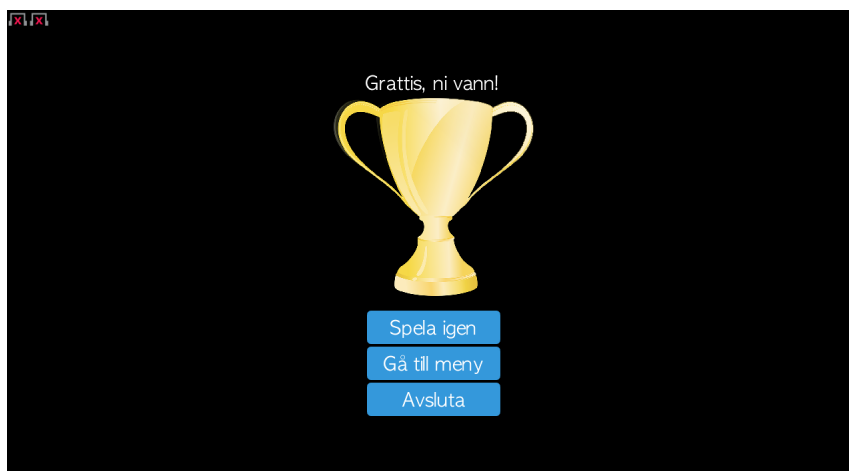 Grattis, ni vann!
Spela igen
Gå till meny
Avsluta